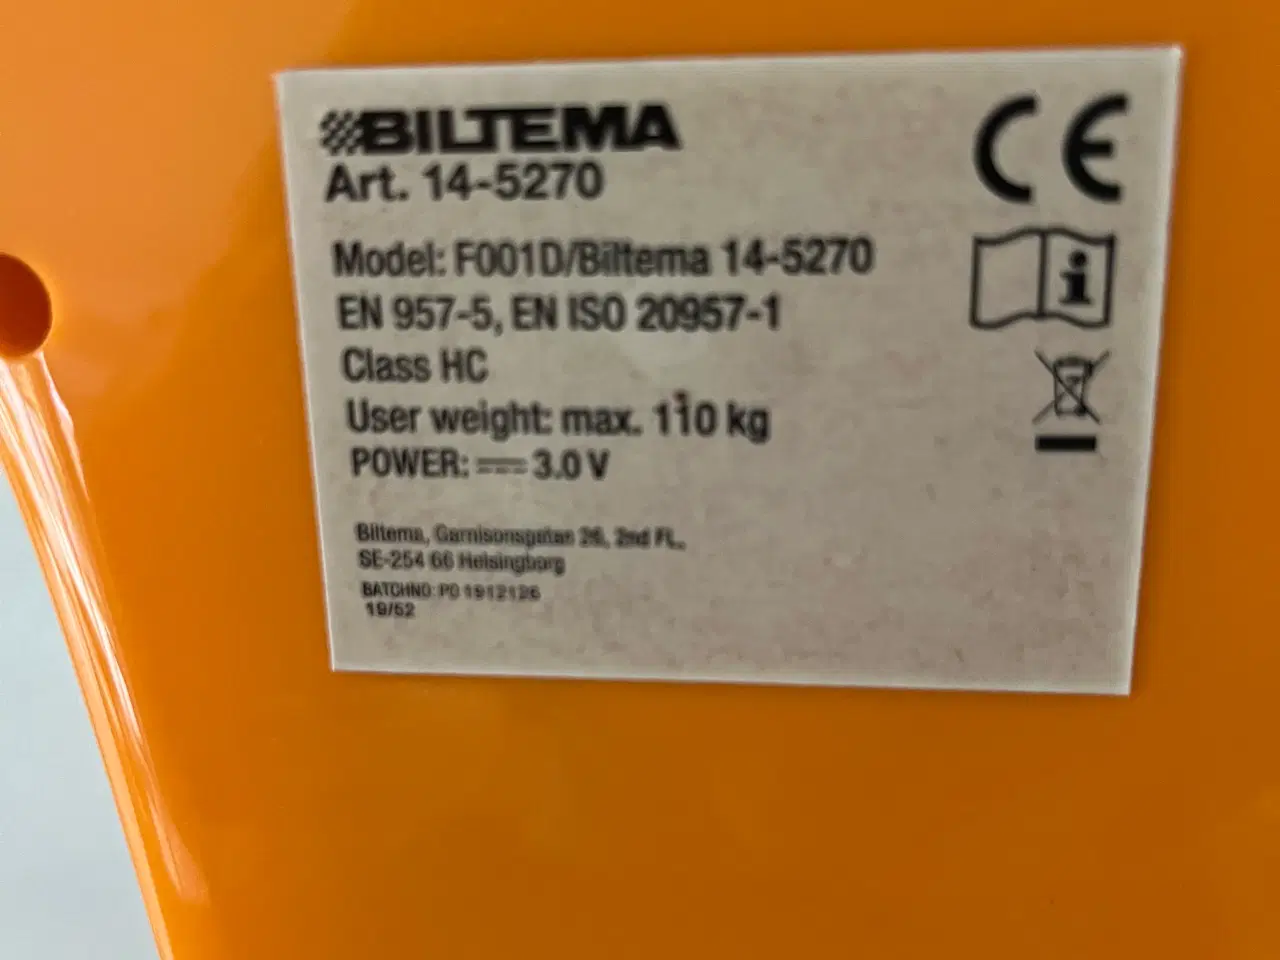 BILTEMA
Art. 14-5270
Model: F001D/Biltema 14-5270
EN 957-5, EN ISO 20957-1
Class HC
User weight: max. 110 kg
POWER: ⎓ 3.0 V
Biltema, Garnisonsgatan 26, 2nd FL.,
SE-254 66 Helsingborg
BATCHNO: PO 1912126
19/52
CE
i